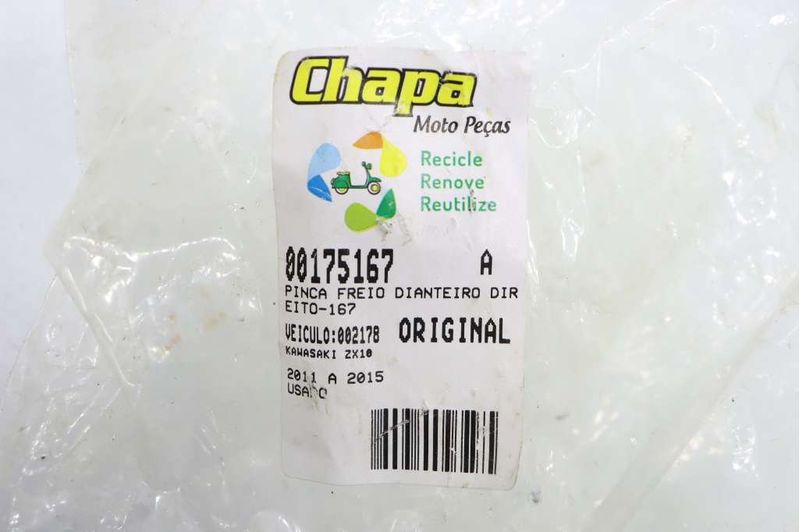 Chapa
Moto Peças
Recicle
Renove
Reutilize
00175167 A
PINCA FREIO DIANTEIRO DIR
EITO-167
VEICULO:002178 ORIGINAL
KAWASAKI ZX10
2011 A 2015
USADO